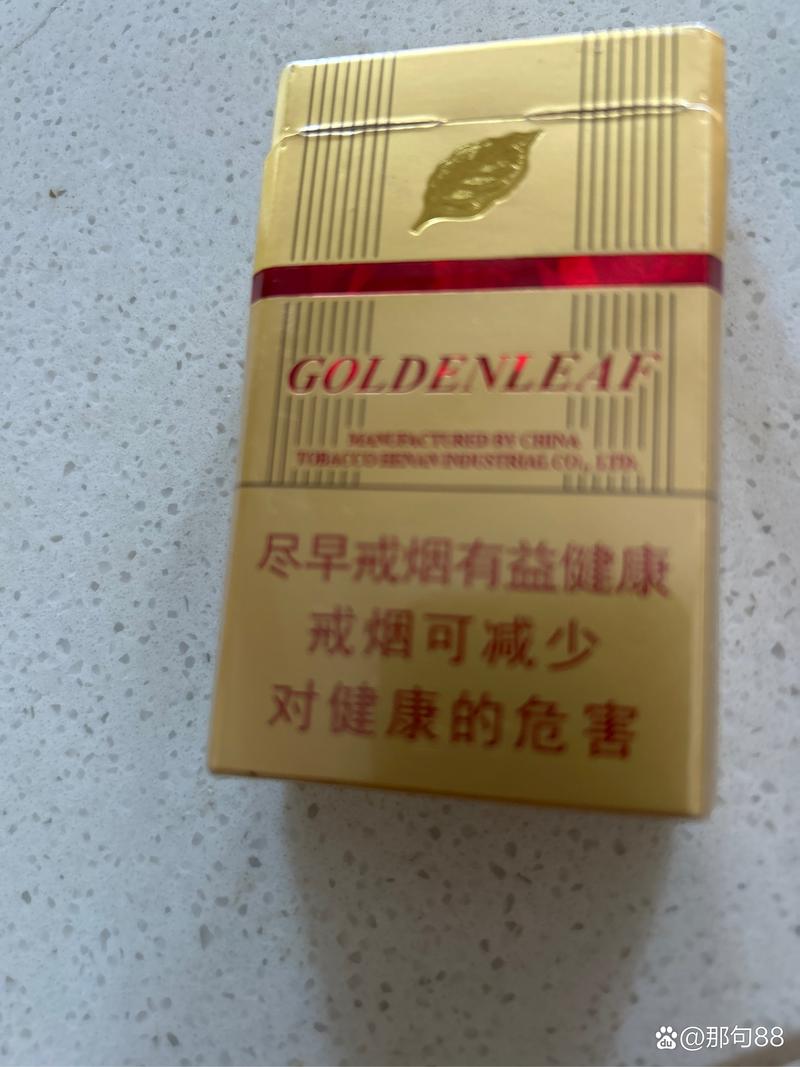 GOLDENLEAF
MANUFACTURED BY CHINA
TOBACCO HENAN INDUSTRIAL CO., LTD.
尽早戒烟有益健康
戒烟可减少
对健康的危害
du @那句88